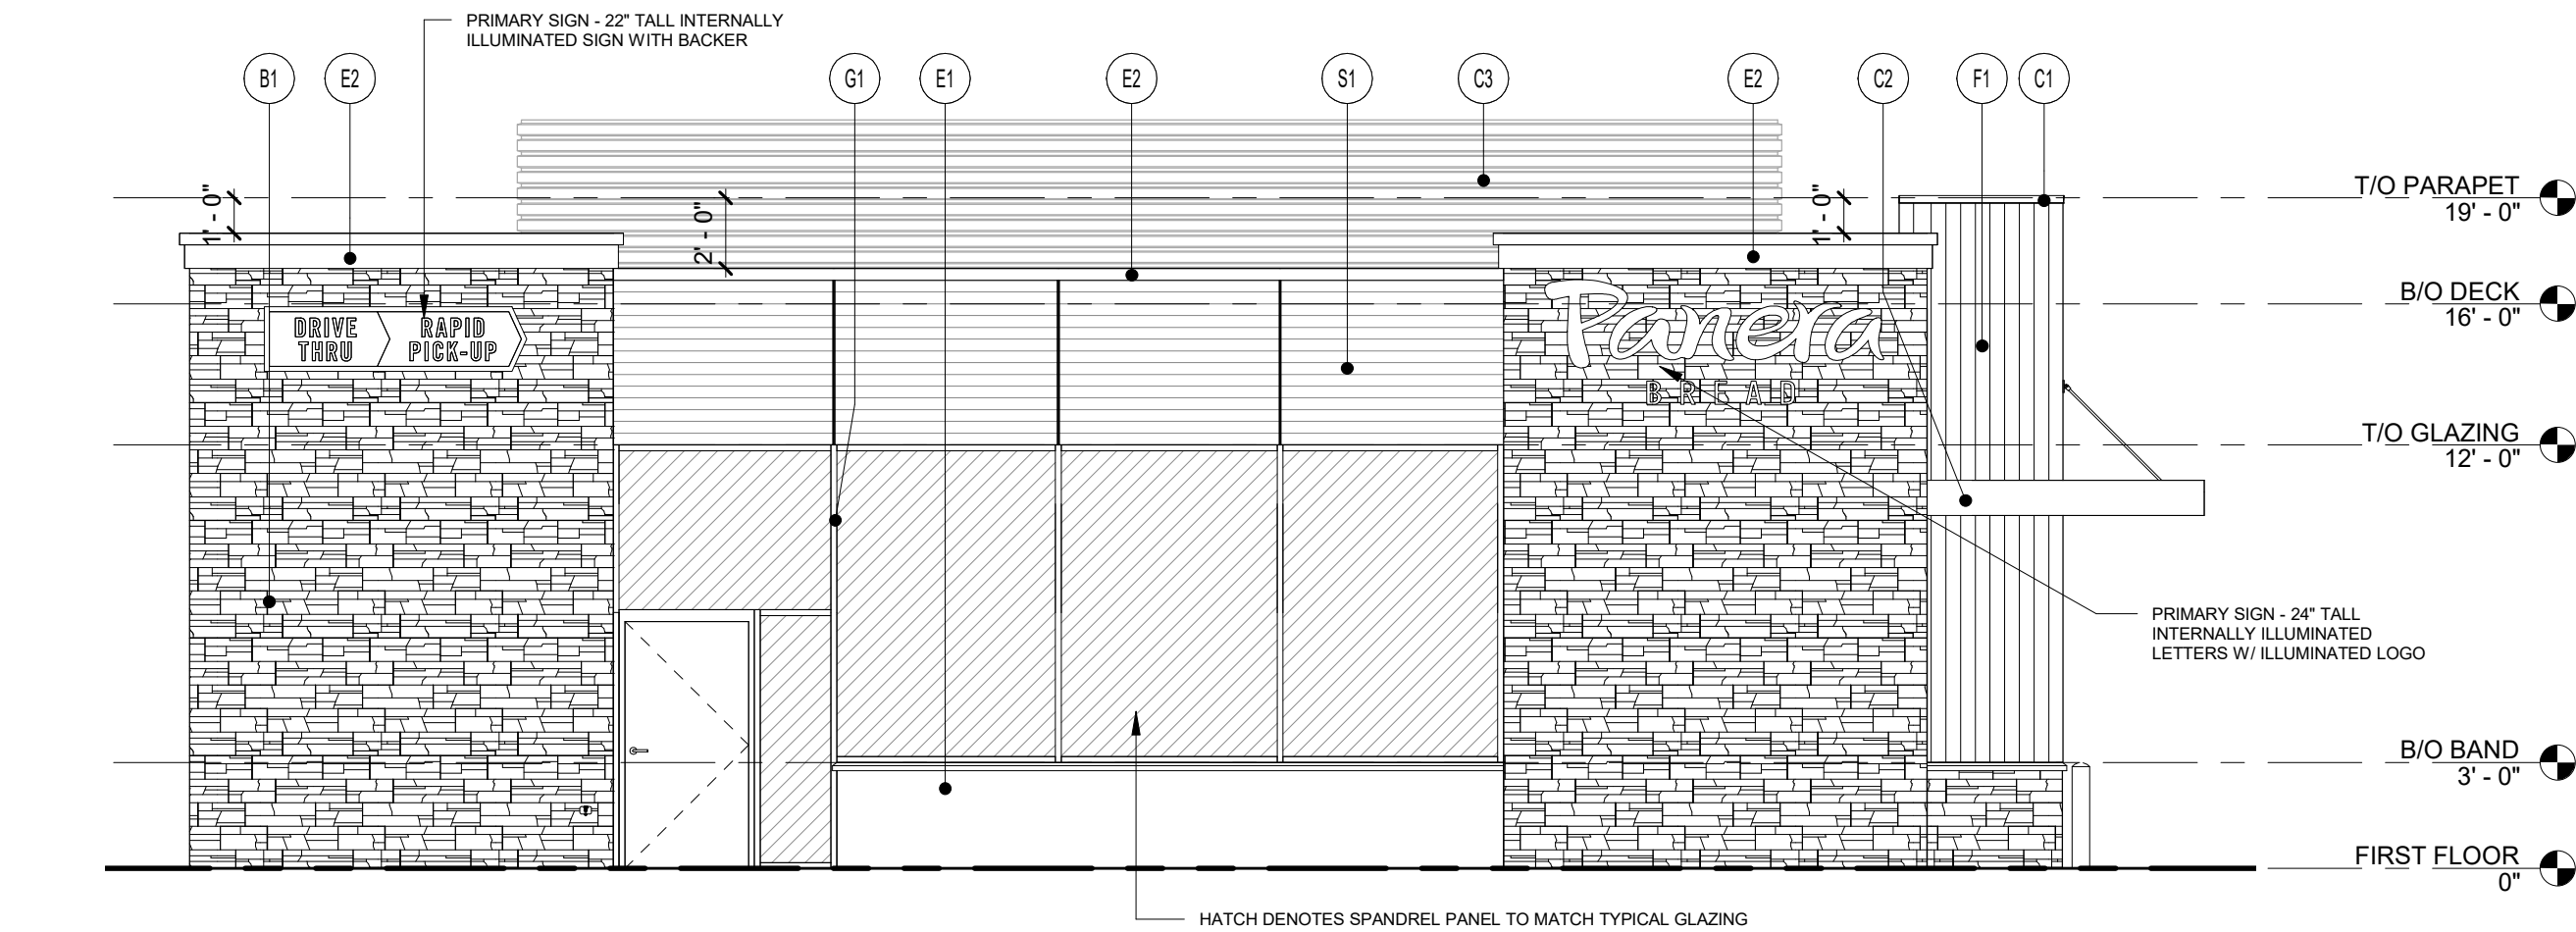 PRIMARY SIGN - 22" TALL INTERNALLY
ILLUMINATED SIGN WITH BACKER
B1 E2 G1 E1 E2 S1 C3 E2 C2 F1 C1
1' - 0"
2' - 0"
1' - 0"
T/O PARAPET
19' - 0"
B/O DECK
16' - 0"
DRIVE
THRU
RAPID
PICK-UP
Panera
BREAD
T/O GLAZING
12' - 0"
PRIMARY SIGN - 24" TALL
INTERNALLY ILLUMINATED
LETTERS W/ ILLUMINATED LOGO
B/O BAND
3' - 0"
FIRST FLOOR
0"
HATCH DENOTES SPANDREL PANEL TO MATCH TYPICAL GLAZING